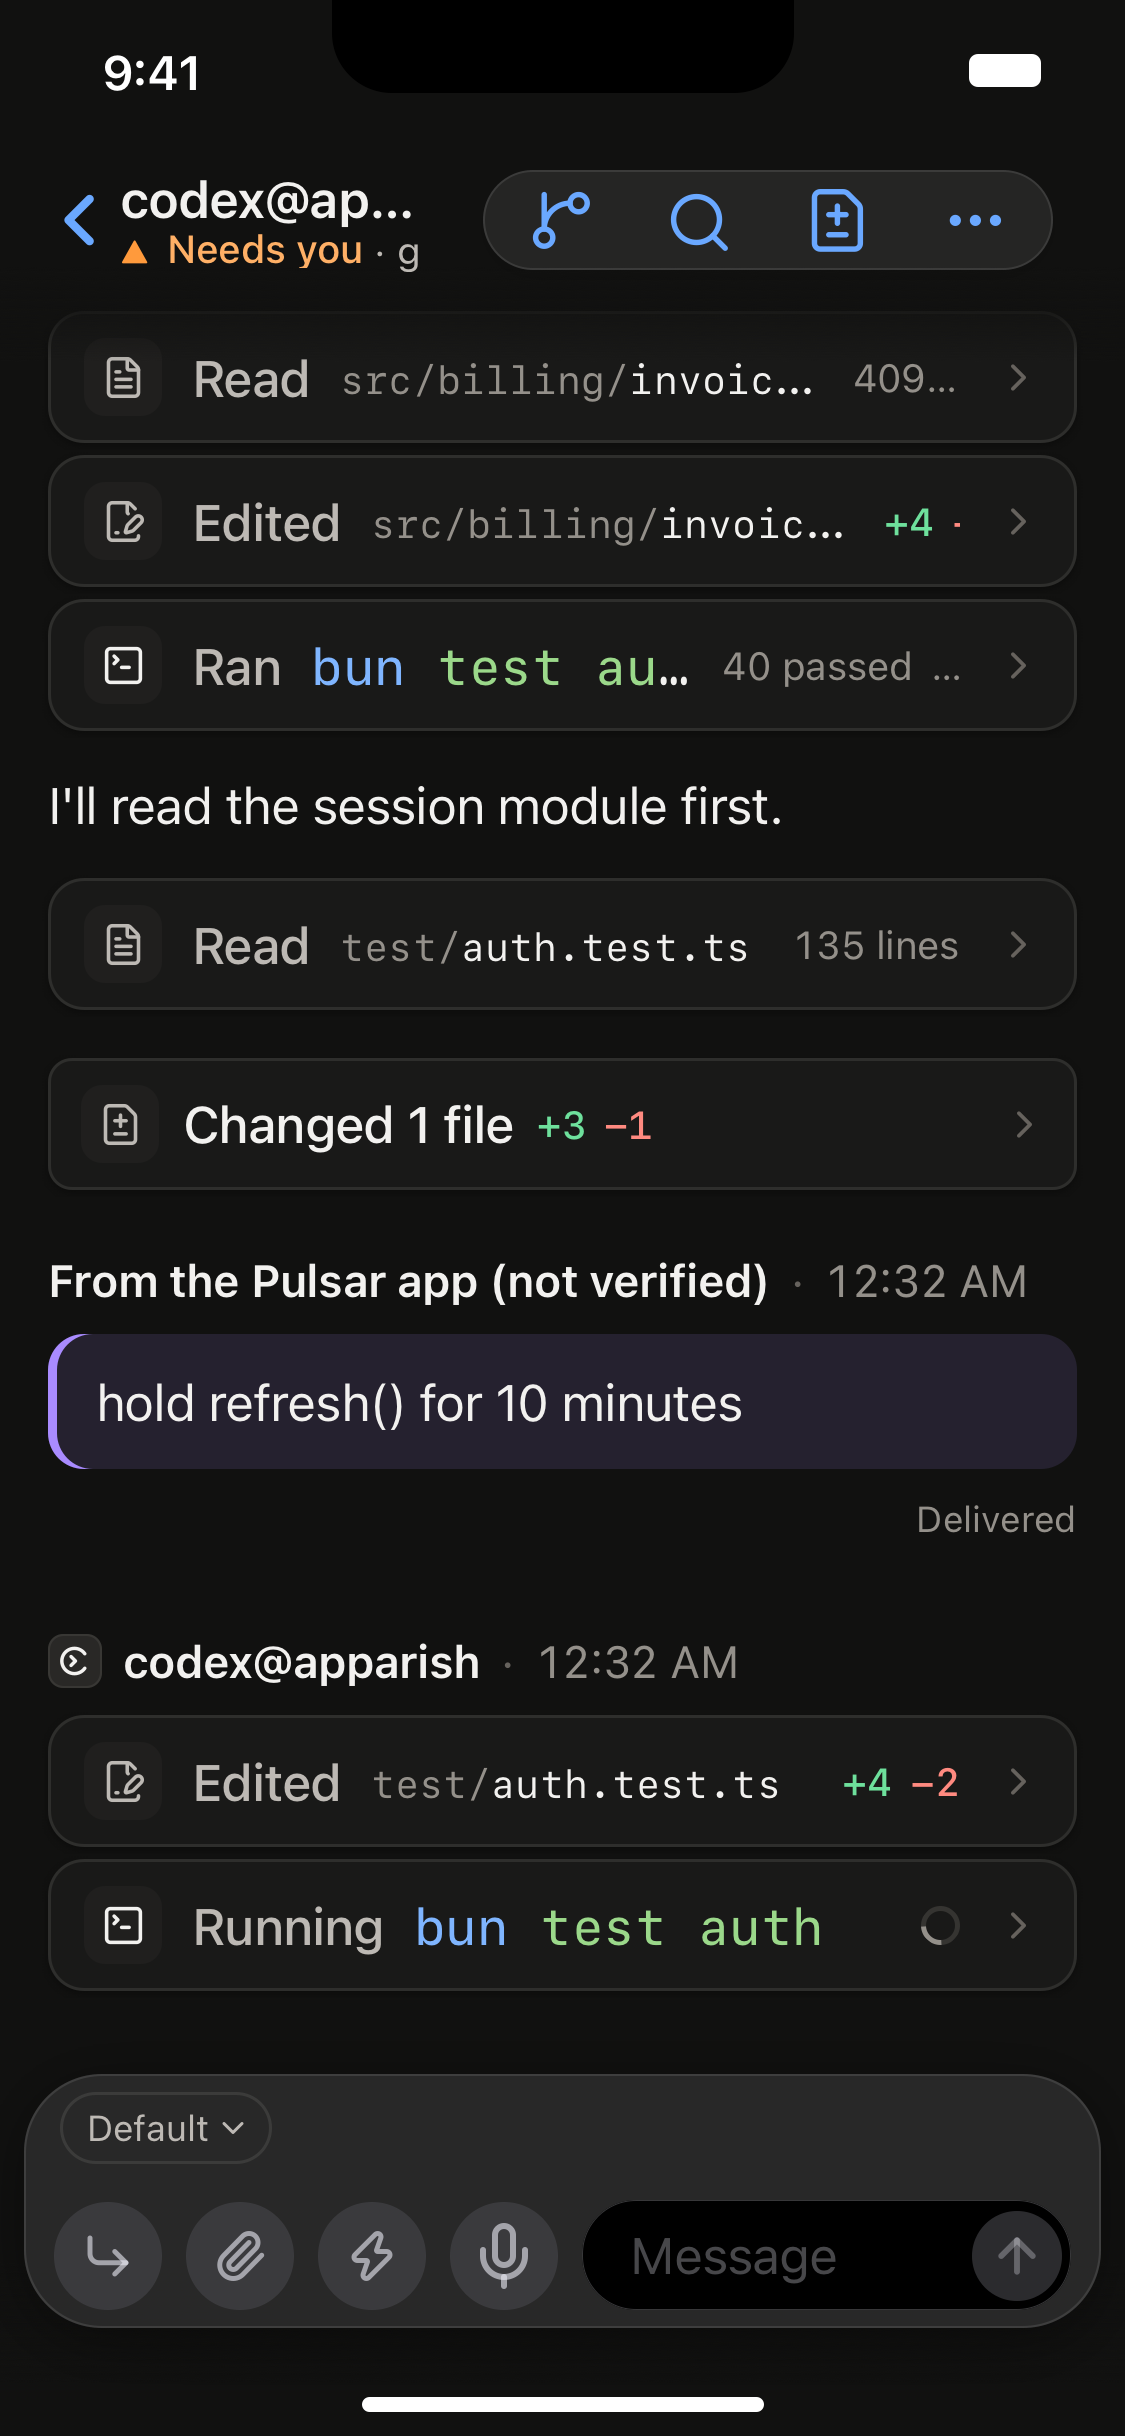 9:41
codex@ap...
Needs you · g
Read src/billing/invoic... 409...
Edited src/billing/invoic... +4 -
Ran bun test au... 40 passed ...
I'll read the session module first.
Read test/auth.test.ts 135 lines
Changed 1 file +3 −1
From the Pulsar app (not verified) · 12:32 AM
hold refresh() for 10 minutes
Delivered
codex@apparish · 12:32 AM
Edited test/auth.test.ts +4 −2
Running bun test auth
Default
Message